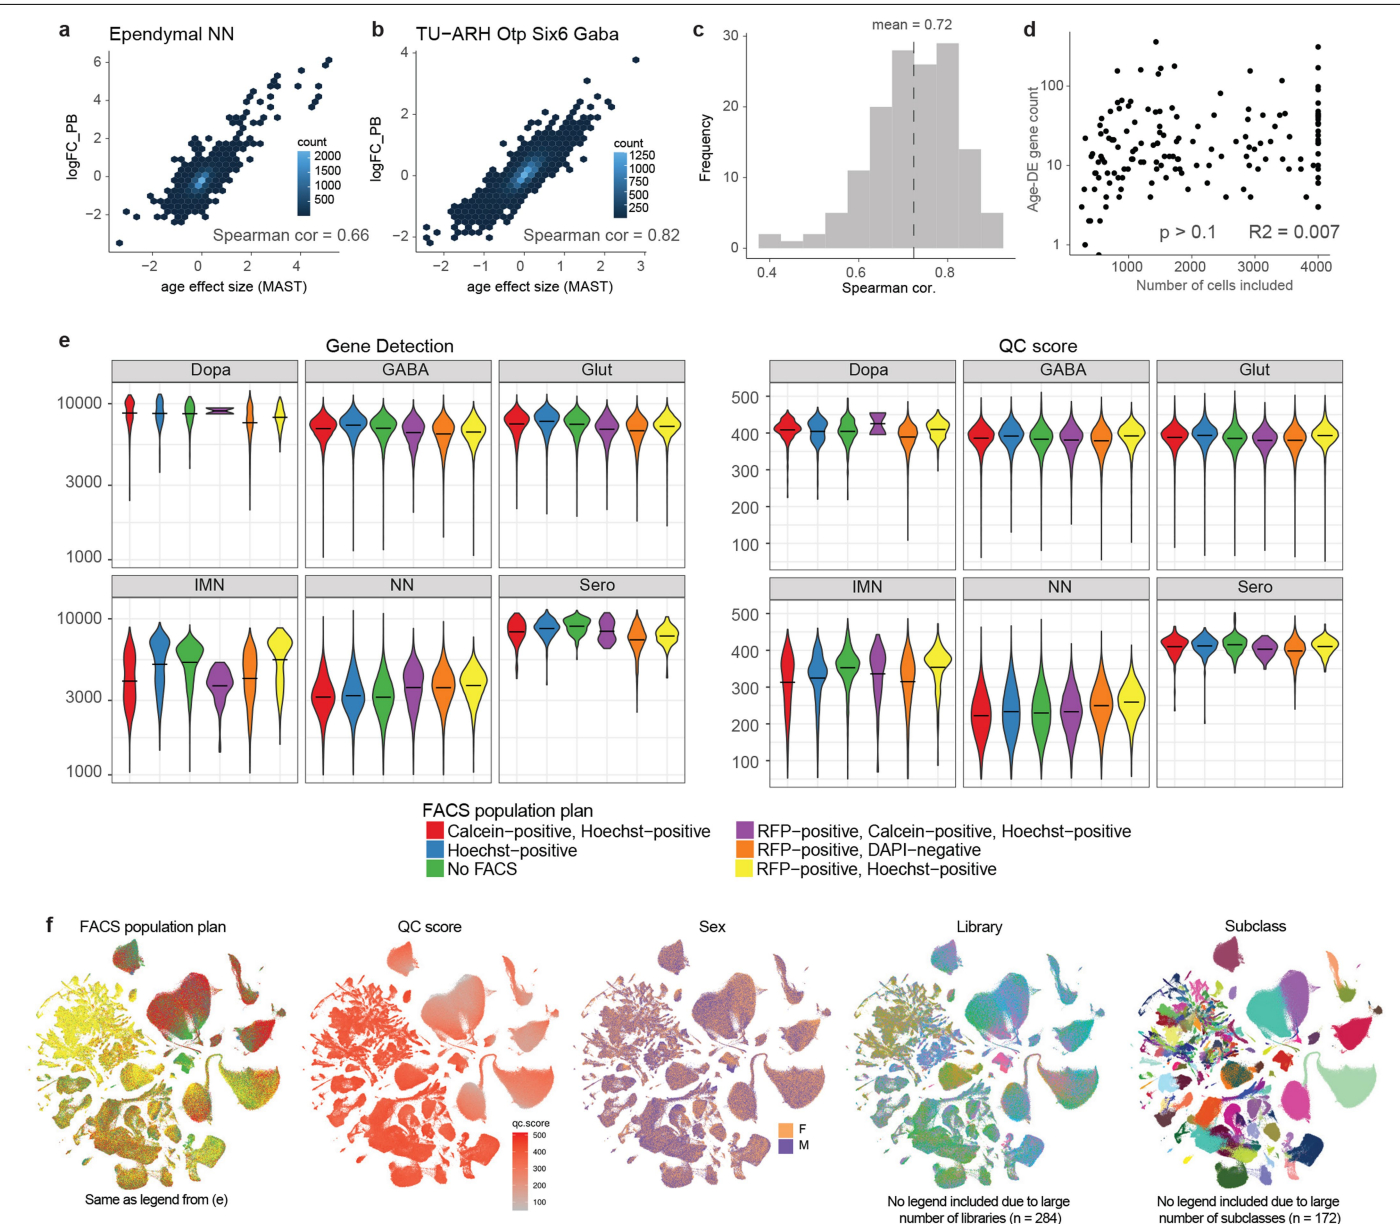 a
Ependymal NN
6
4
2
0
−2
logFC_PB
count
2000
1500
1000
500
Spearman cor = 0.66
−2
0
2
4
age effect size (MAST)
b
TU−ARH Otp Six6 Gaba
4
2
0
−2
logFC_PB
count
1250
1000
750
500
250
Spearman cor = 0.82
−2
−1
0
1
2
3
age effect size (MAST)
c
mean = 0.72
30
20
10
0
Frequency
0.4
0.6
0.8
Spearman cor.
d
100
10
1
Age-DE gene count
p > 0.1
R2 = 0.007
1000
2000
3000
4000
Number of cells included
e
Gene Detection
Dopa
GABA
Glut
10000
3000
1000
IMN
NN
Sero
10000
3000
1000
QC score
Dopa
GABA
Glut
500
400
300
200
100
IMN
NN
Sero
500
400
300
200
100
FACS population plan
Calcein−positive, Hoechst−positive
Hoechst−positive
No FACS
RFP−positive, Calcein−positive, Hoechst−positive
RFP−positive, DAPI−negative
RFP−positive, Hoechst−positive
f
FACS population plan
Same as legend from (e)
QC score
qc.score
500
400
300
200
100
Sex
F
M
Library
No legend included due to large
number of libraries (n = 284)
Subclass
No legend included due to large
number of subclasses (n = 172)